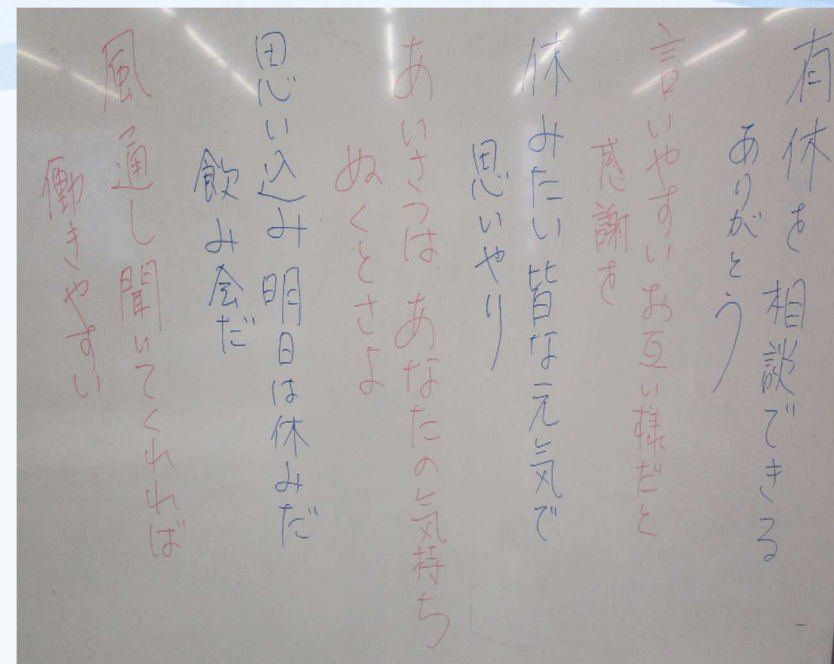 有休を相談できる
ありがとう
言いやすいお互い様だと
感謝を
休みたい皆な元気で
思いやり
あいさつは あなたの気持ち
ぬくとさよ
思い込み明日は休みだ
飲み会だ
風通し聞いてくれれば
働きやすい